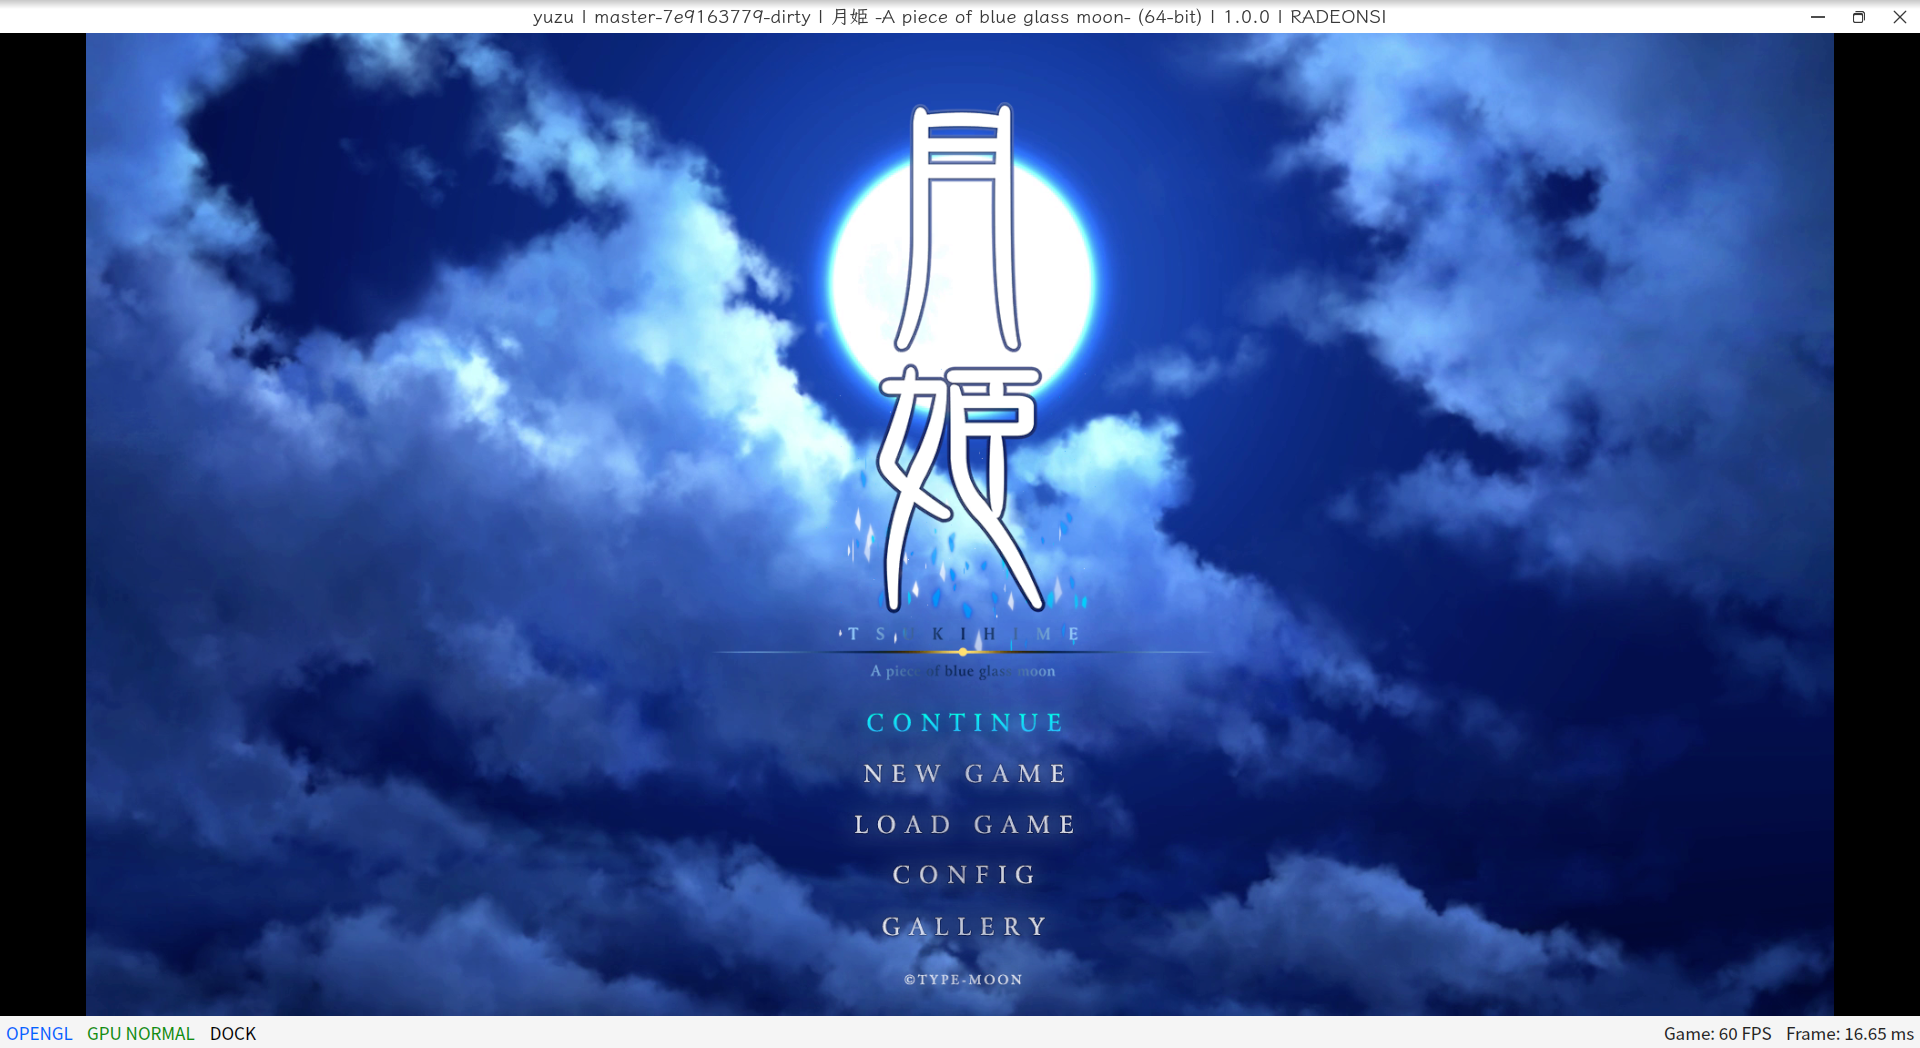 yuzu | master-7e9163779-dirty | 月姫 -A piece of blue glass moon- (64-bit) | 1.0.0 | RADEONSI
月姫
TSUKIHIME
A piece of blue glass moon
CONTINUE
NEW GAME
LOAD GAME
CONFIG
GALLERY
©TYPE-MOON
OPENGL GPU NORMAL DOCK Game: 60 FPS Frame: 16.65 ms